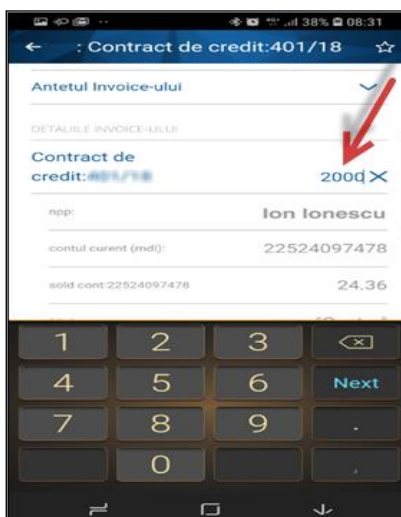 38% 08:31
← : Contract de credit:401/18
Antetul Invoice-ului
DETALIILE INVOICE-ULUI
Contract de
credit: 2000 X
npp: Ion Ionescu
contul curent (mdl): 22524097478
sold cont:22524097478 24.36
1 2 3
4 5 6 Next
7 8 9 .
0 ,